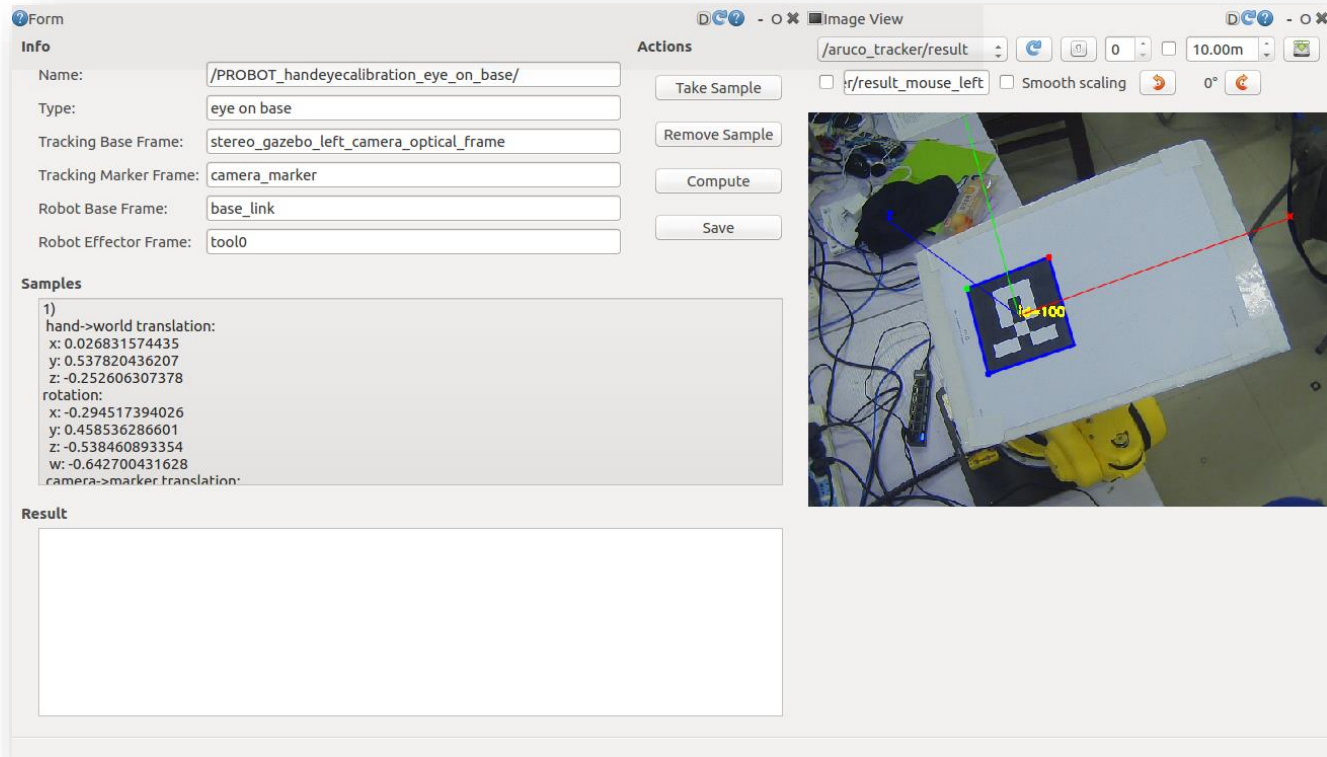 Form
Info
Actions
Name: /PROBOT_handeyecalibration_eye_on_base/
Type: eye on base
Tracking Base Frame: stereo_gazebo_left_camera_optical_frame
Tracking Marker Frame: camera_marker
Robot Base Frame: base_link
Robot Effector Frame: tool0
Take Sample
Remove Sample
Compute
Save
Samples
1)
hand->world translation:
x: 0.026831574435
y: 0.537820436207
z: -0.252606307378
rotation:
x: -0.294517394026
y: 0.458536286601
z: -0.538460893354
w: -0.642700431628
camera->marker translation:
Result
D - O ✖
Image View
D - O ✖
/aruco_tracker/result
0
10.00m
er/result_mouse_left
Smooth scaling
0°
id=100